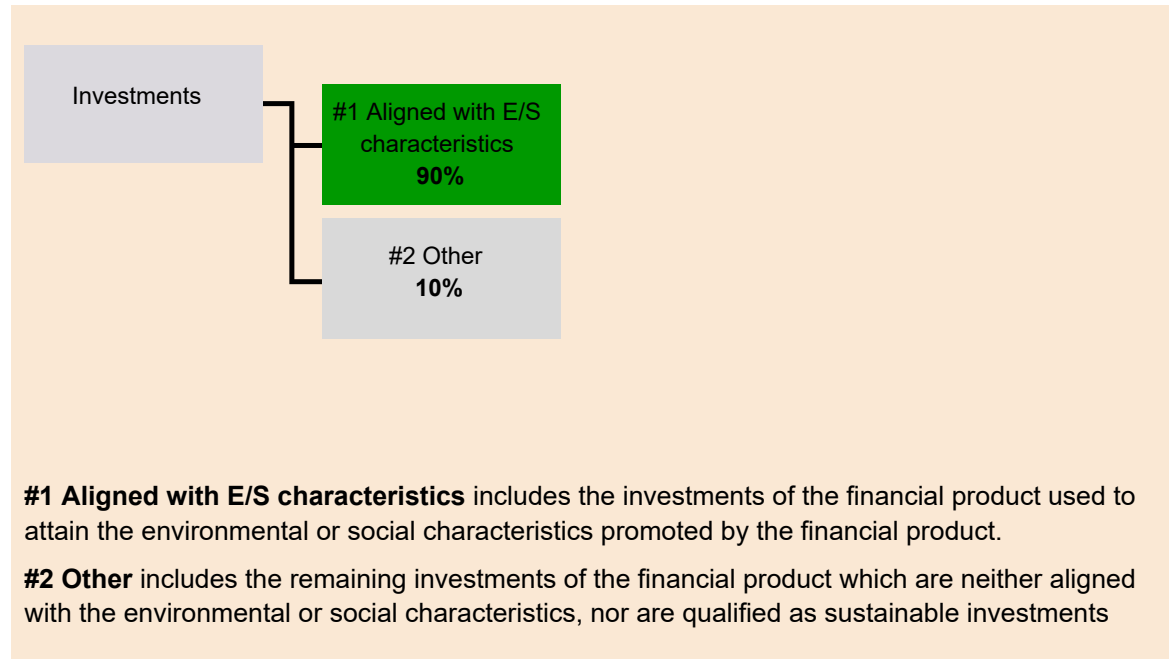 Investments
#1 Aligned with E/S
characteristics
90%
#2 Other
10%
#1 Aligned with E/S characteristics includes the investments of the financial product used to
attain the environmental or social characteristics promoted by the financial product.
#2 Other includes the remaining investments of the financial product which are neither aligned
with the environmental or social characteristics, nor are qualified as sustainable investments